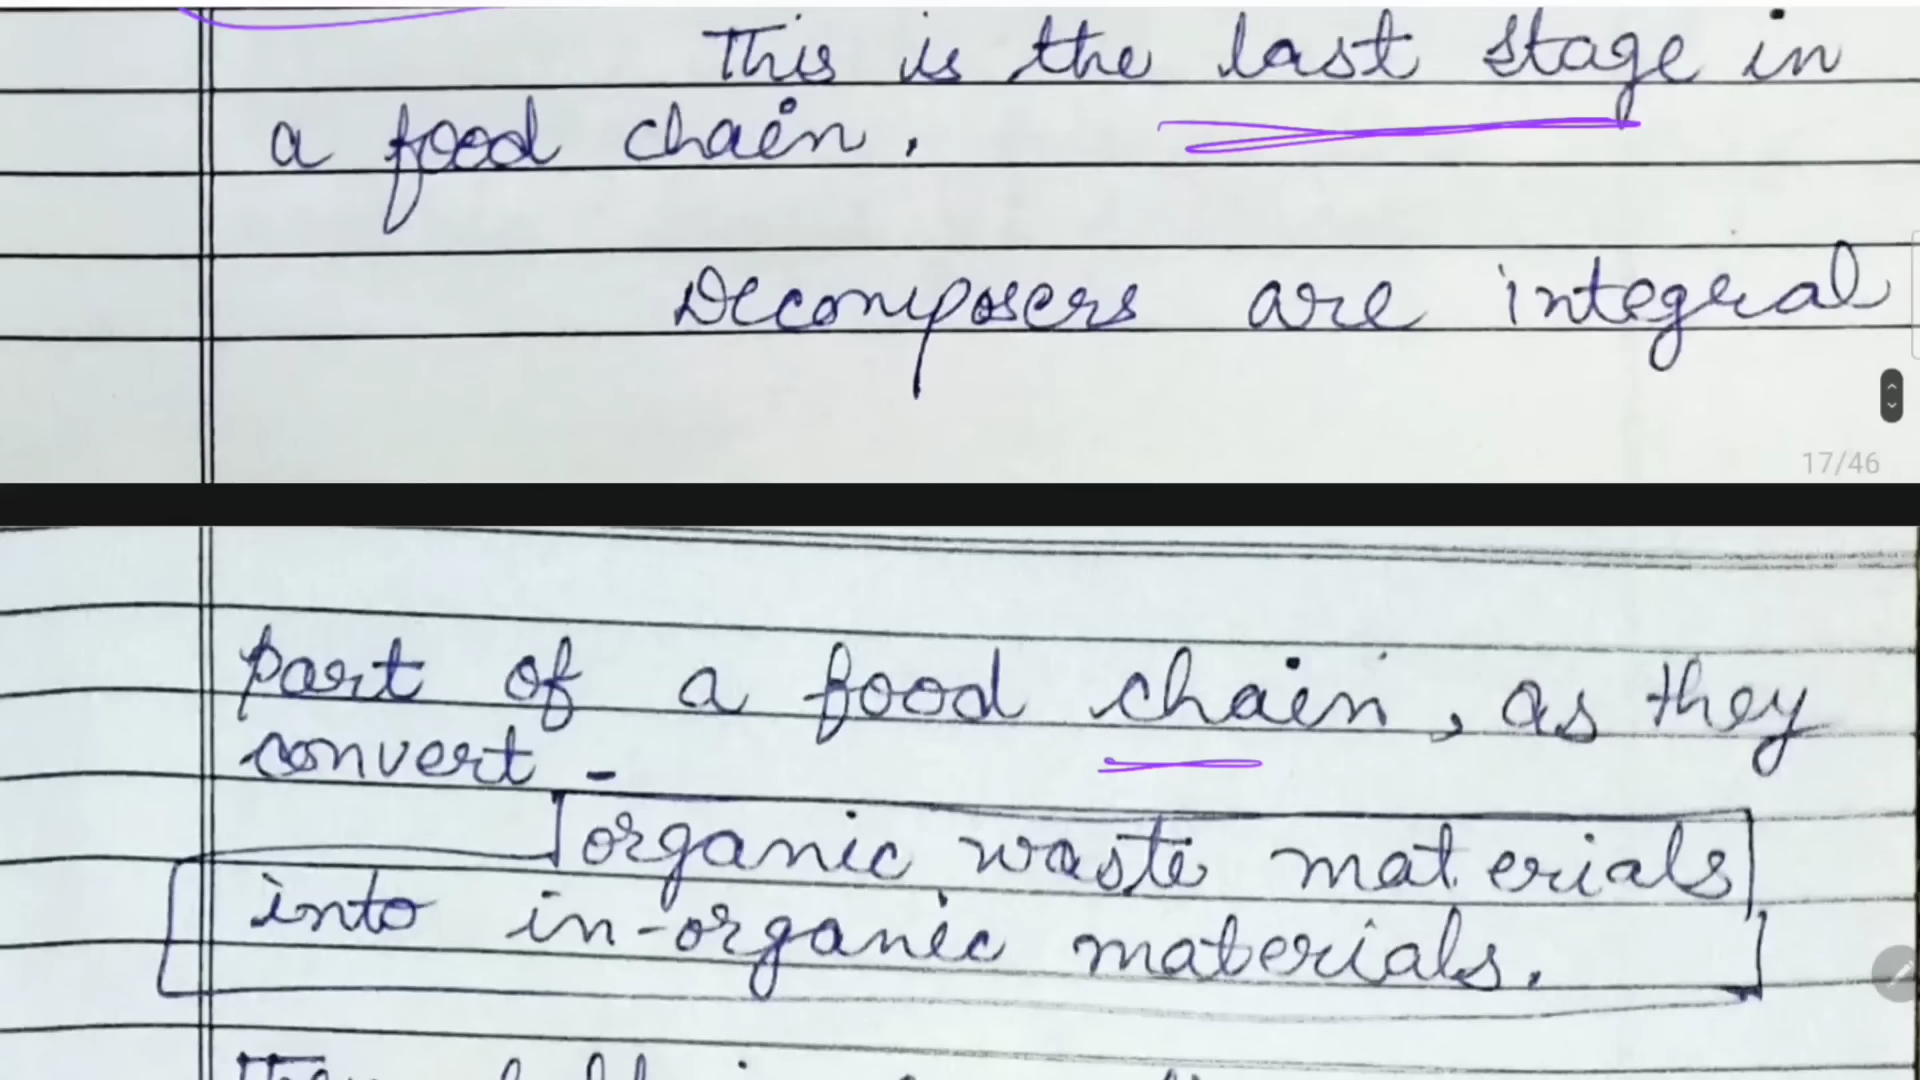 This is the last stage in
a food chain.
Decomposers are integral
17/46
part of a food chain, as they
convert -
organic waste materials
into in-organic materials.